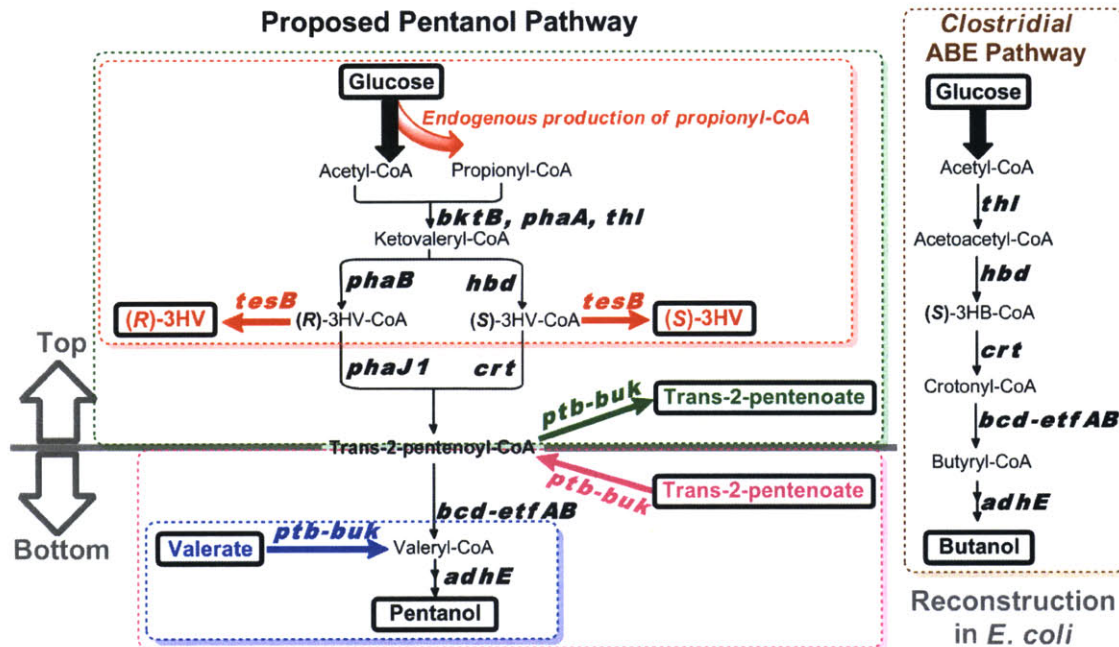 Proposed Pentanol Pathway
Glucose
Endogenous production of propionyl-CoA
Acetyl-CoA
Propionyl-CoA
bktB, phaA, thl
Ketovaleryl-CoA
phaB
hbd
(R)-3HV
tesB
(R)-3HV-CoA
(S)-3HV-CoA
tesB
(S)-3HV
phaJ1
crt
Top
ptb-buk
Trans-2-pentenoate
Trans-2-pentenoyl-CoA
ptb-buk
Trans-2-pentenoate
Bottom
bcd-etfAB
Valerate
ptb-buk
Valeryl-CoA
adhE
Pentanol
Clostridial
ABE Pathway
Glucose
Acetyl-CoA
thl
Acetoacetyl-CoA
hbd
(S)-3HB-CoA
crt
Crotonyl-CoA
bcd-etfAB
Butyryl-CoA
adhE
Butanol
Reconstruction
in E. coli